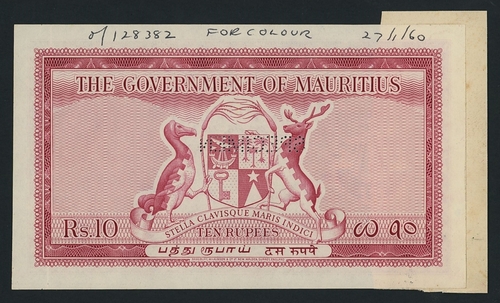 o/128382 FOR COLOUR 27/1/60
THE GOVERNMENT OF MAURITIUS
STELLA CLAVISQUE MARIS INDICI
Rs.10 TEN RUPEES ௰ १०
பத்து ரூபாய் दस रुपये